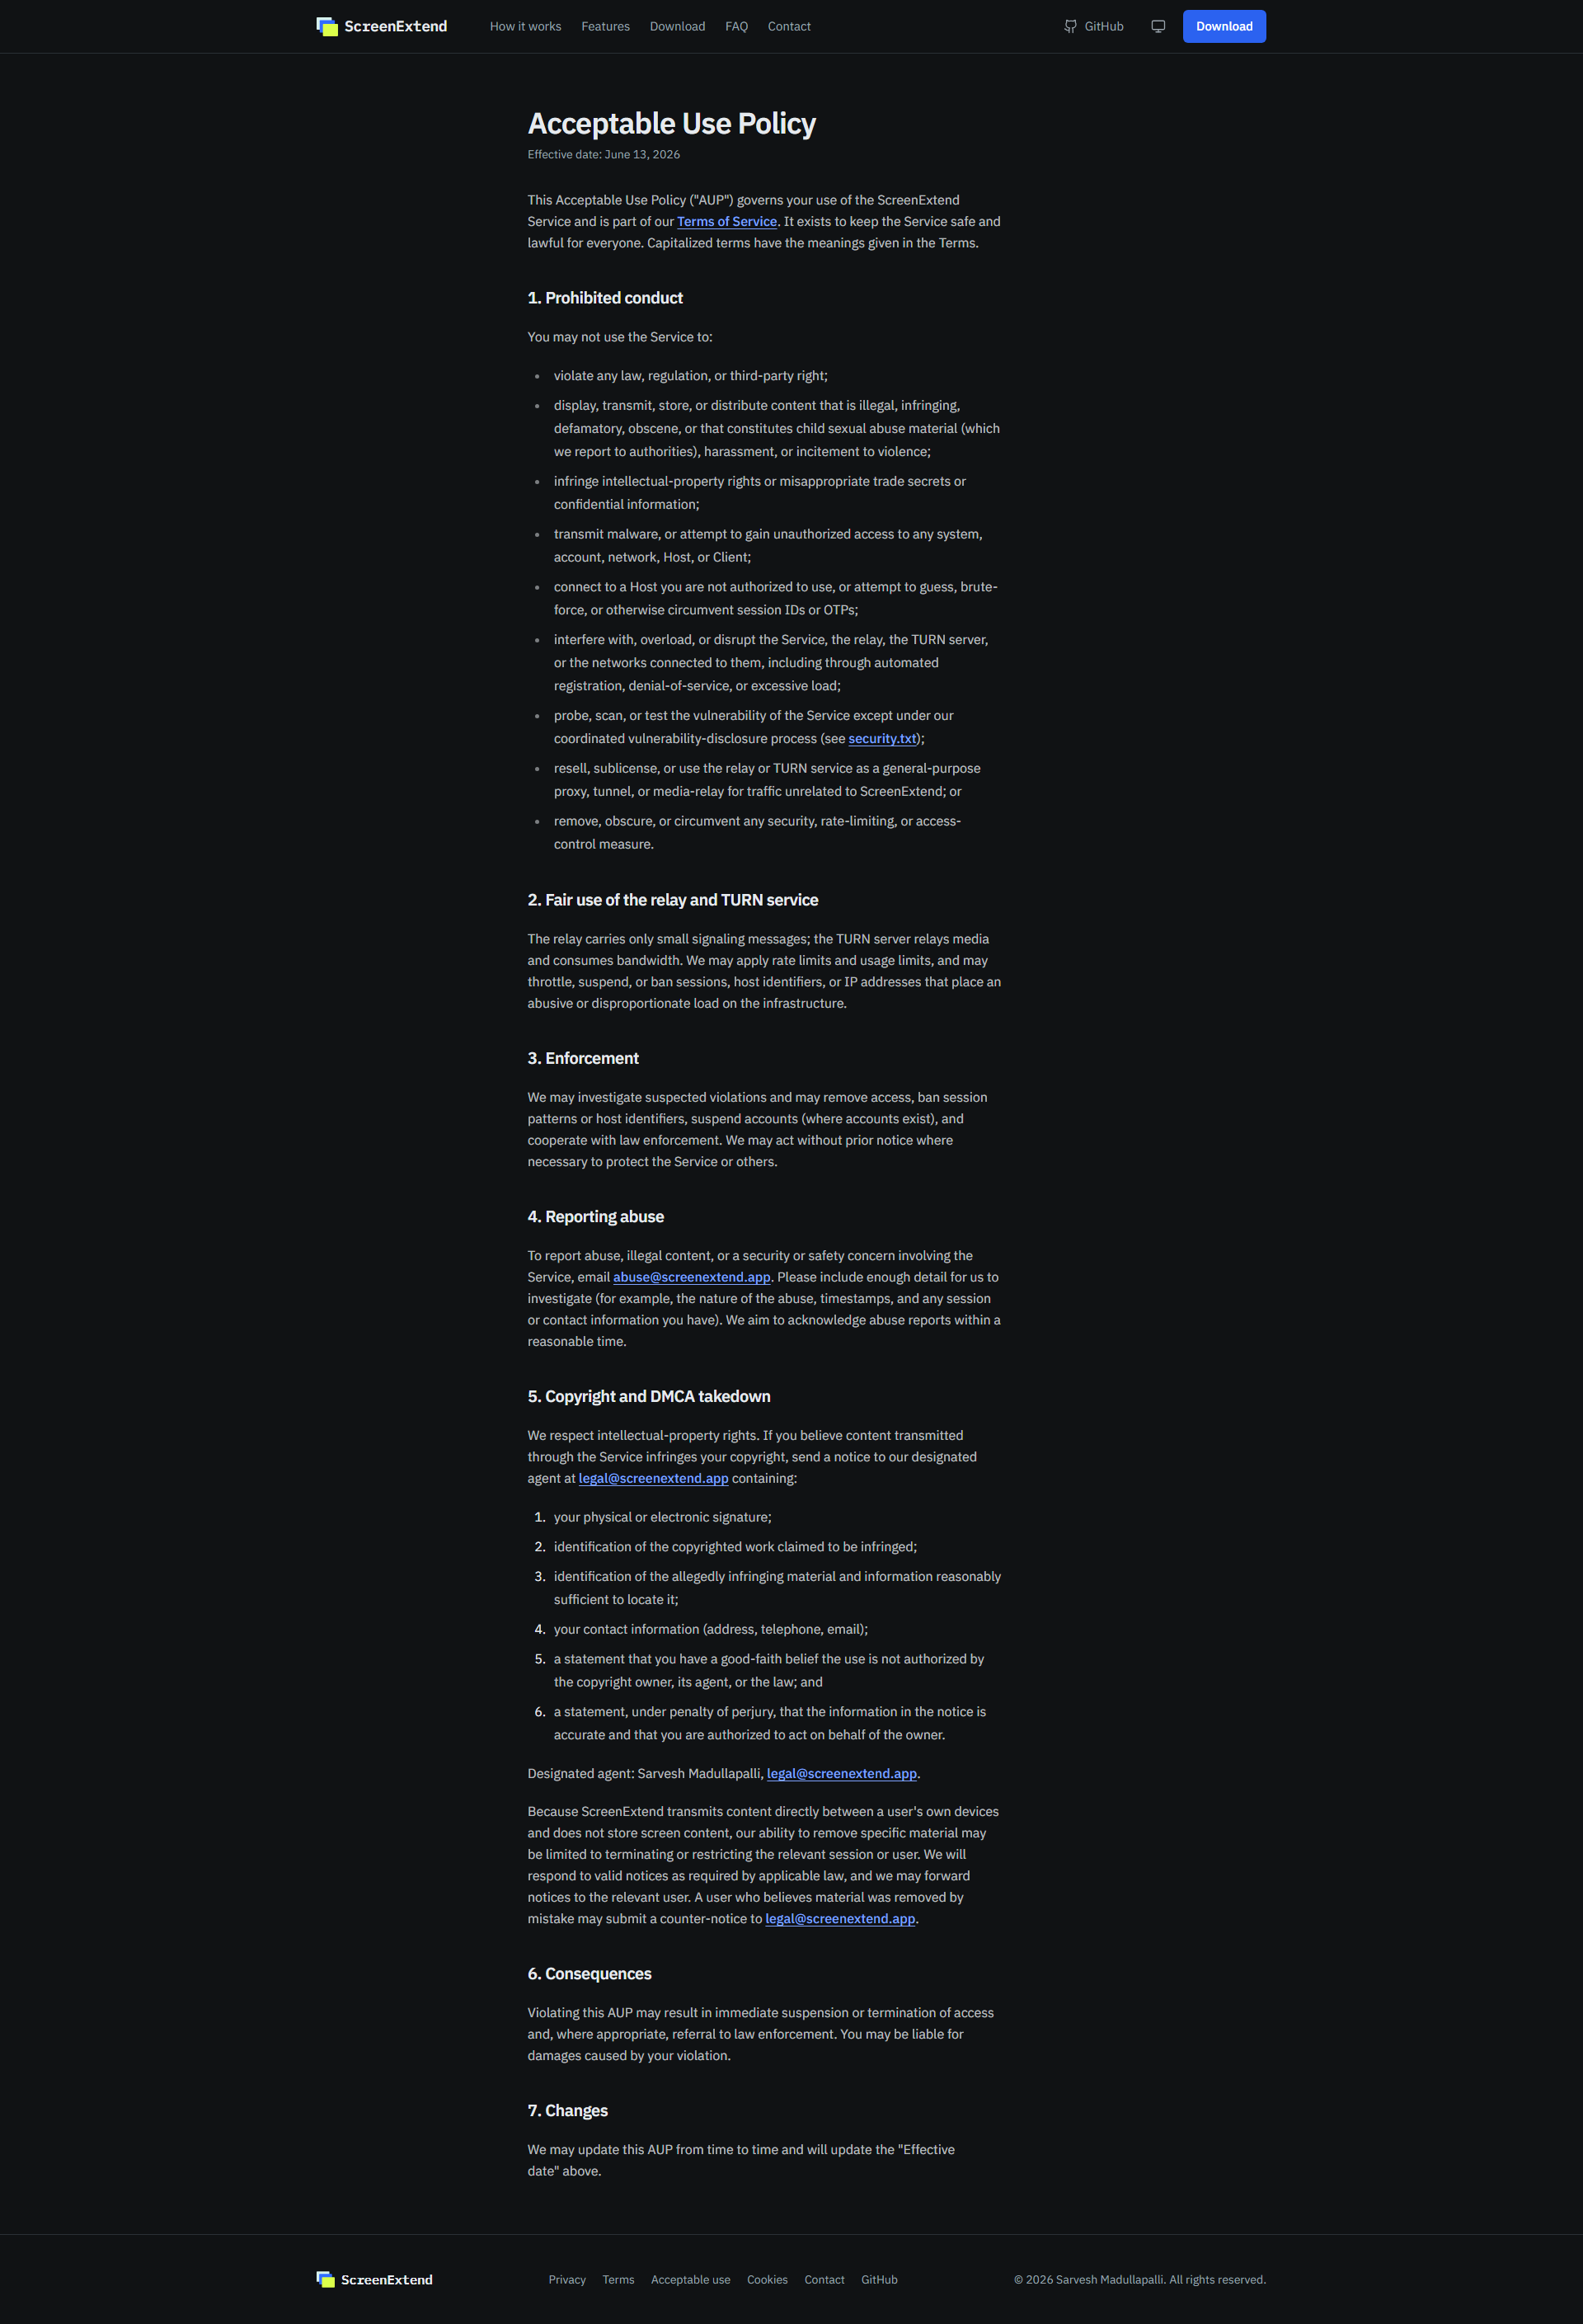 ScreenExtend How it works Features Download FAQ Contact GitHub Download
Acceptable Use Policy
Effective date: June 13, 2026
This Acceptable Use Policy ("AUP") governs your use of the ScreenExtend
Service and is part of our Terms of Service. It exists to keep the Service safe and
lawful for everyone. Capitalized terms have the meanings given in the Terms.
1. Prohibited conduct
You may not use the Service to:
• violate any law, regulation, or third-party right;
• display, transmit, store, or distribute content that is illegal, infringing,
defamatory, obscene, or that constitutes child sexual abuse material (which
we report to authorities), harassment, or incitement to violence;
• infringe intellectual-property rights or misappropriate trade secrets or
confidential information;
• transmit malware, or attempt to gain unauthorized access to any system,
account, network, Host, or Client;
• connect to a Host you are not authorized to use, or attempt to guess, brute-
force, or otherwise circumvent session IDs or OTPs;
• interfere with, overload, or disrupt the Service, the relay, the TURN server,
or the networks connected to them, including through automated
registration, denial-of-service, or excessive load;
• probe, scan, or test the vulnerability of the Service except under our
coordinated vulnerability-disclosure process (see security.txt);
• resell, sublicense, or use the relay or TURN service as a general-purpose
proxy, tunnel, or media-relay for traffic unrelated to ScreenExtend; or
• remove, obscure, or circumvent any security, rate-limiting, or access-
control measure.
2. Fair use of the relay and TURN service
The relay carries only small signaling messages; the TURN server relays media
and consumes bandwidth. We may apply rate limits and usage limits, and may
throttle, suspend, or ban sessions, host identifiers, or IP addresses that place an
abusive or disproportionate load on the infrastructure.
3. Enforcement
We may investigate suspected violations and may remove access, ban session
patterns or host identifiers, suspend accounts (where accounts exist), and
cooperate with law enforcement. We may act without prior notice where
necessary to protect the Service or others.
4. Reporting abuse
To report abuse, illegal content, or a security or safety concern involving the
Service, email abuse@screenextend.app. Please include enough detail for us to
investigate (for example, the nature of the abuse, timestamps, and any session
or contact information you have). We aim to acknowledge abuse reports within a
reasonable time.
5. Copyright and DMCA takedown
We respect intellectual-property rights. If you believe content transmitted
through the Service infringes your copyright, send a notice to our designated
agent at legal@screenextend.app containing:
1. your physical or electronic signature;
2. identification of the copyrighted work claimed to be infringed;
3. identification of the allegedly infringing material and information reasonably
sufficient to locate it;
4. your contact information (address, telephone, email);
5. a statement that you have a good-faith belief the use is not authorized by
the copyright owner, its agent, or the law; and
6. a statement, under penalty of perjury, that the information in the notice is
accurate and that you are authorized to act on behalf of the owner.
Designated agent: Sarvesh Madullapalli, legal@screenextend.app.
Because ScreenExtend transmits content directly between a user's own devices
and does not store screen content, our ability to remove specific material may
be limited to terminating or restricting the relevant session or user. We will
respond to valid notices as required by applicable law, and we may forward
notices to the relevant user. A user who believes material was removed by
mistake may submit a counter-notice to legal@screenextend.app.
6. Consequences
Violating this AUP may result in immediate suspension or termination of access
and, where appropriate, referral to law enforcement. You may be liable for
damages caused by your violation.
7. Changes
We may update this AUP from time to time and will update the "Effective
date" above.
ScreenExtend Privacy Terms Acceptable use Cookies Contact GitHub © 2026 Sarvesh Madullapalli. All rights reserved.